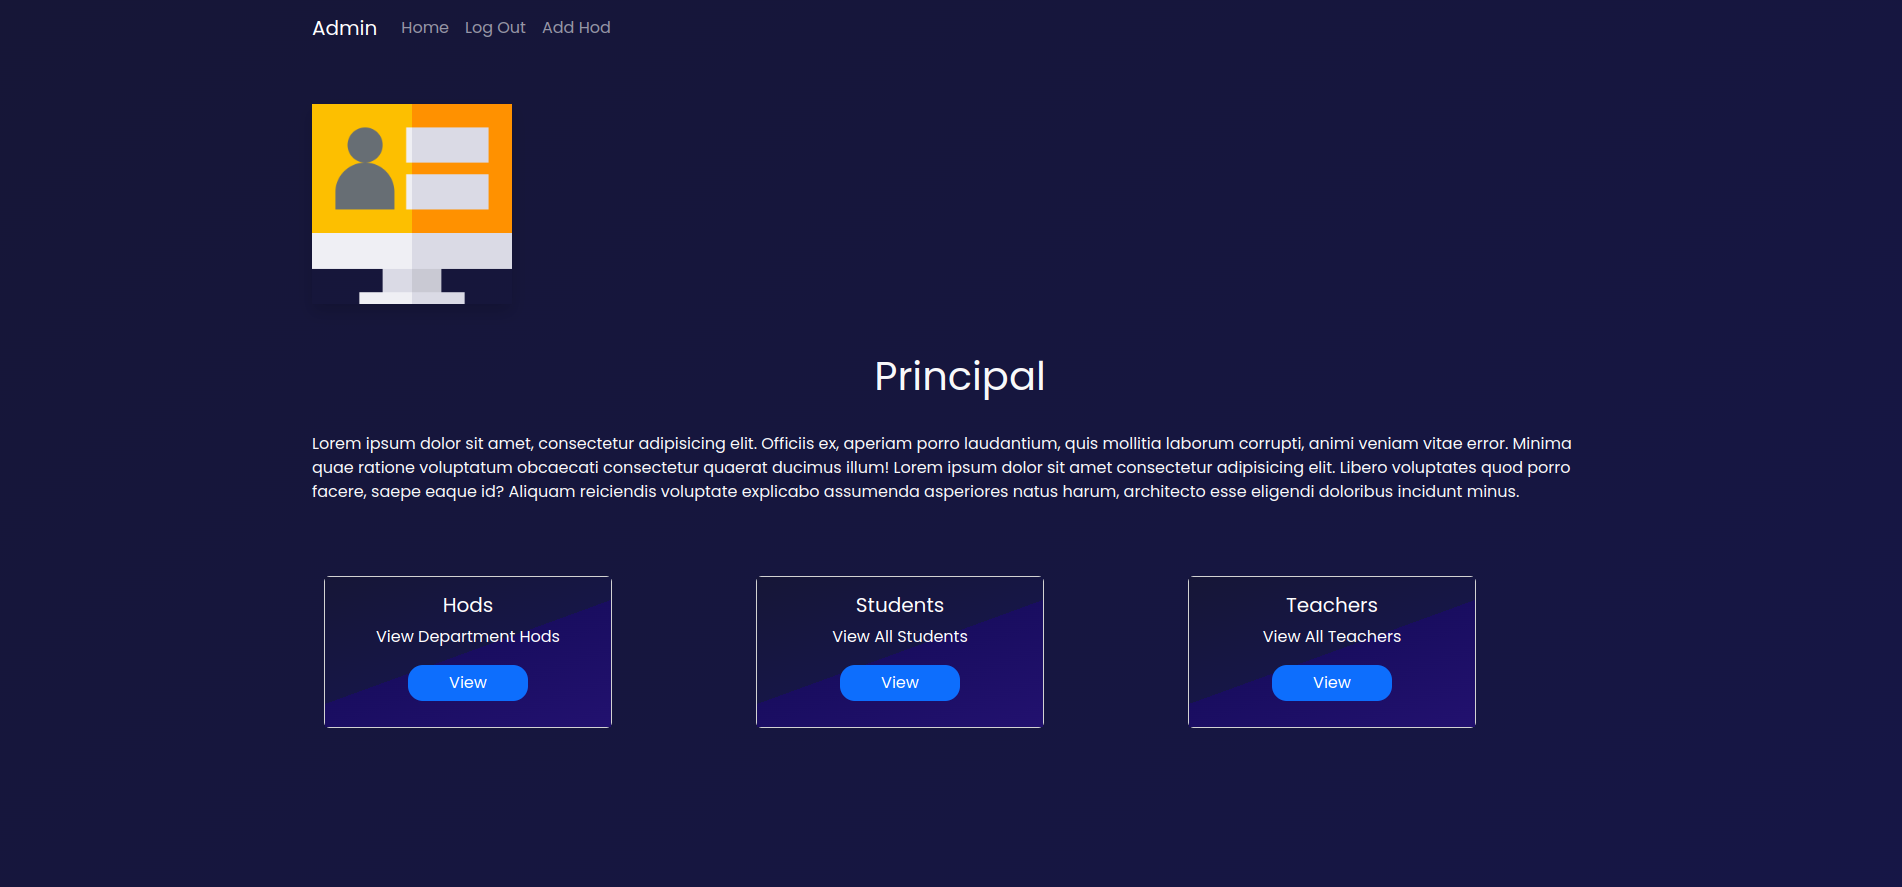 Admin Home Log Out Add Hod
Principal
Lorem ipsum dolor sit amet, consectetur adipisicing elit. Officiis ex, aperiam porro laudantium, quis mollitia laborum corrupti, animi veniam vitae error. Minima
quae ratione voluptatum obcaecati consectetur quaerat ducimus illum! Lorem ipsum dolor sit amet consectetur adipisicing elit. Libero voluptates quod porro
facere, saepe eaque id? Aliquam reiciendis voluptate explicabo assumenda asperiores natus harum, architecto esse eligendi doloribus incidunt minus.
Hods
View Department Hods
View
Students
View All Students
View
Teachers
View All Teachers
View